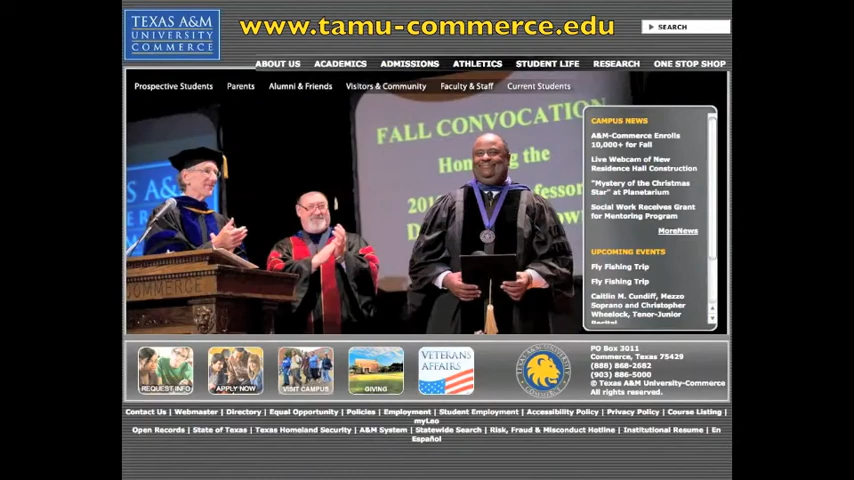 TEXAS A&M
UNIVERSITY
COMMERCE
www.tamu-commerce.edu
SEARCH
ABOUT US ACADEMICS ADMISSIONS ATHLETICS STUDENT LIFE RESEARCH ONE STOP SHOP
Prospective Students Parents Alumni & Friends Visitors & Community Faculty & Staff Current Students
FALL CONVOCATION
Honoring the
TEXAS A&
UNIVERSIT
COMMERCE
CAMPUS NEWS
A&M-Commerce Enrolls
10,000+ for Fall
Live Webcam of New
Residence Hall Construction
"Mystery of the Christmas
Star" at Planetarium
Social Work Receives Grant
for Mentoring Program
MoreNews
UPCOMING EVENTS
Fly Fishing Trip
Fly Fishing Trip
Caitlin M. Cundiff, Mezzo
Soprano and Christopher
Wheelock, Tenor-Junior
Recital
REQUEST INFO
APPLY NOW
VISIT CAMPUS
GIVING
VETERANS
AFFAIRS
PO Box 3011
Commerce, Texas 75429
(888) 868-2682
(903) 886-5000
© Texas A&M University-Commerce
All rights reserved.
Contact Us | Webmaster | Directory | Equal Opportunity | Policies | Employment | Student Employment | Accessibility Policy | Privacy Policy | Course Listing |
myLeo
Open Records | State of Texas | Texas Homeland Security | A&M System | Statewide Search | Risk, Fraud & Misconduct Hotline | Institutional Resume | En
Español